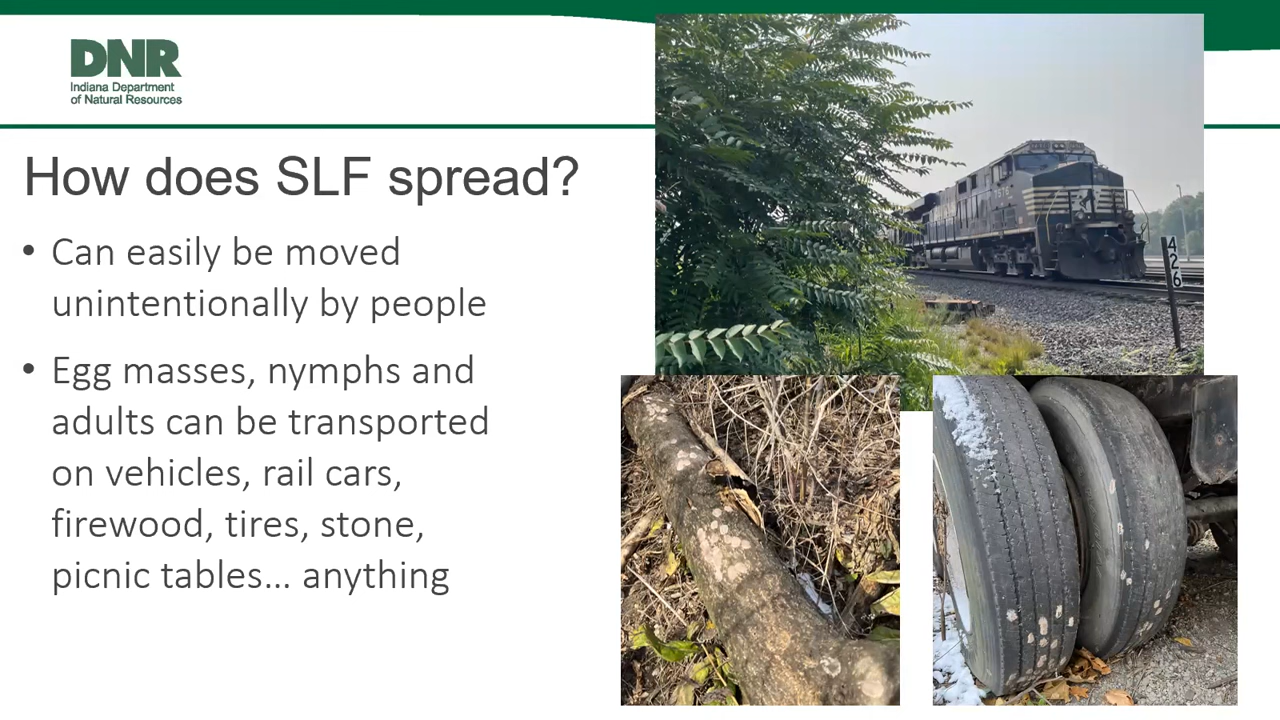 DNR
Indiana Department
of Natural Resources
How does SLF spread?
• Can easily be moved
unintentionally by people
• Egg masses, nymphs and
adults can be transported
on vehicles, rail cars,
firewood, tires, stone,
picnic tables... anything
426